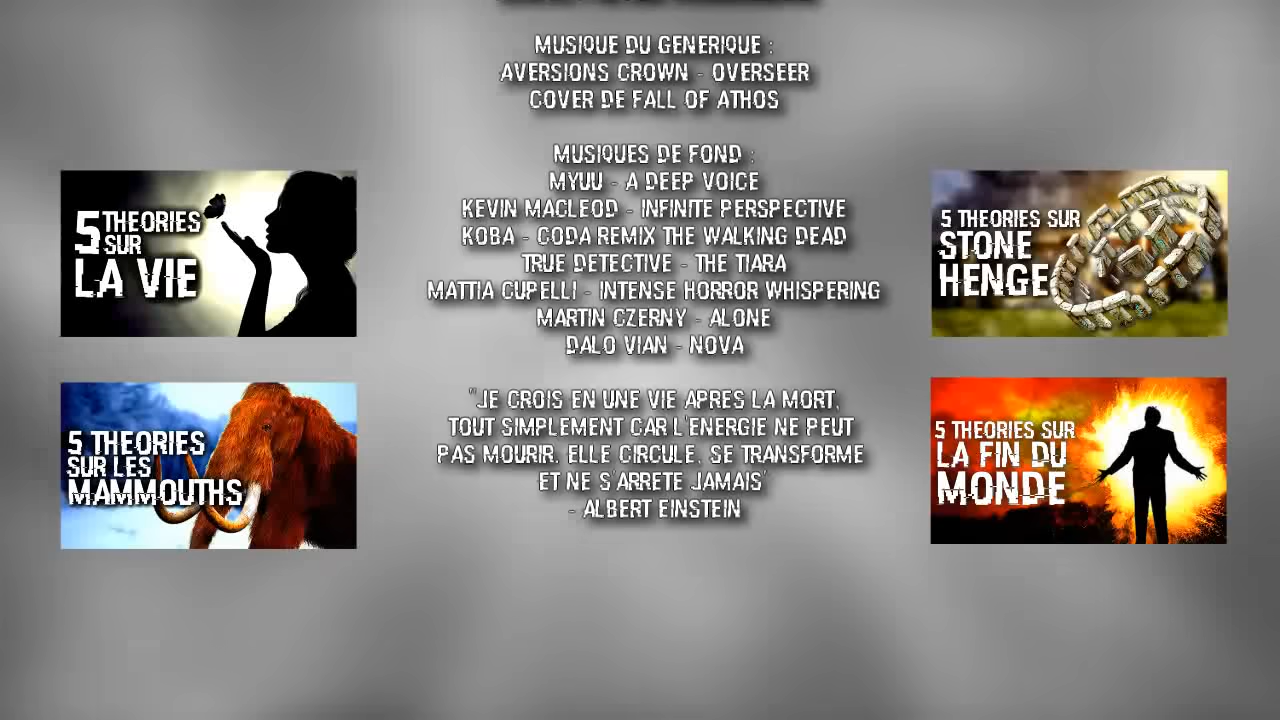 MUSIQUE DU GENERIQUE :
AVERSIONS CROWN - OVERSEER
COVER DE FALL OF ATHOS
MUSIQUES DE FOND :
MYUU - A DEEP VOICE
KEVIN MACLEOD - INFINITE PERSPECTIVE
KOBA - CODA REMIX THE WALKING DEAD
TRUE DETECTIVE - THE TIARA
MATTIA CUPELLI - INTENSE HORROR WHISPERING
MARTIN CZERNY - ALONE
DALO VIAN - NOVA
"JE CROIS EN UNE VIE APRES LA MORT,
TOUT SIMPLEMENT CAR L'ENERGIE NE PEUT
PAS MOURIR. ELLE CIRCULE, SE TRANSFORME
ET NE S'ARRETE JAMAIS"
- ALBERT EINSTEIN
5 THEORIES
SUR
LA VIE
5 THEORIES
SUR LES
MAMMOUTHS
5 THEORIES SUR
STONE
HENGE
5 THEORIES SUR
LA FIN DU
MONDE